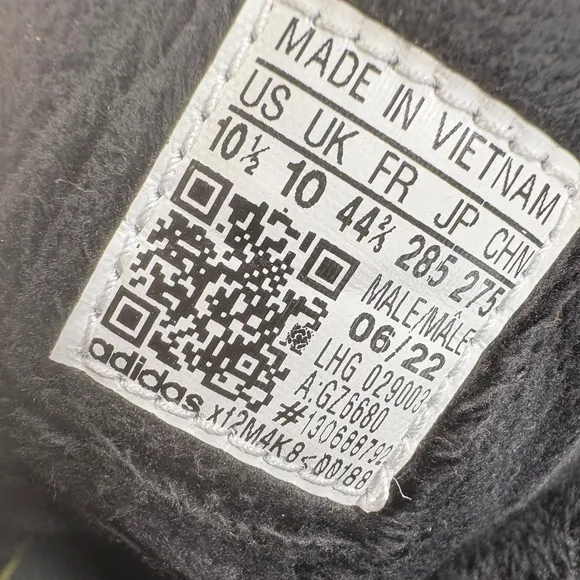 MADE IN VIETNAM
US UK FR JP CHN
10½ 10 44⅔ 285 275
MALE/MÂLE
06/22
LHG 029003
A:GZ6680
#130688792
adidas x12M4K8<00188